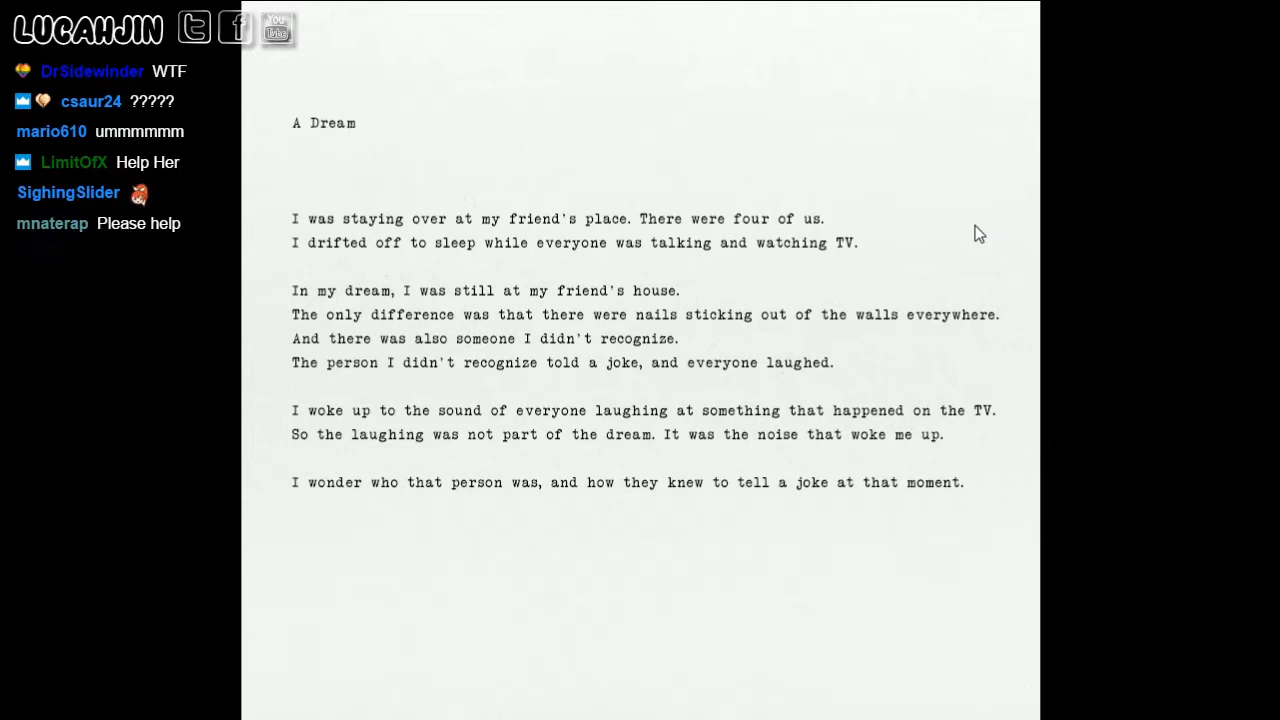 LUCAHJIN
You
Tube
DrSidewinder WTF
csaur24 ?????
mario610 ummmmmm
LimitOfX Help Her
SighingSlider
mnaterap Please help
A Dream
I was staying over at my friend's place. There were four of us.
I drifted off to sleep while everyone was talking and watching TV.
In my dream, I was still at my friend's house.
The only difference was that there were nails sticking out of the walls everywhere.
And there was also someone I didn't recognize.
The person I didn't recognize told a joke, and everyone laughed.
I woke up to the sound of everyone laughing at something that happened on the TV.
So the laughing was not part of the dream. It was the noise that woke me up.
I wonder who that person was, and how they knew to tell a joke at that moment.